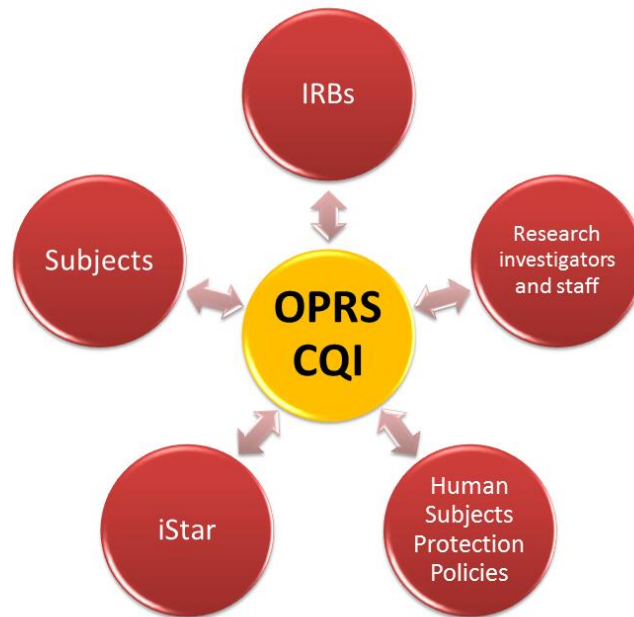 IRBs
Subjects
Research
investigators
and staff
OPRS
CQI
iStar
Human
Subjects
Protection
Policies